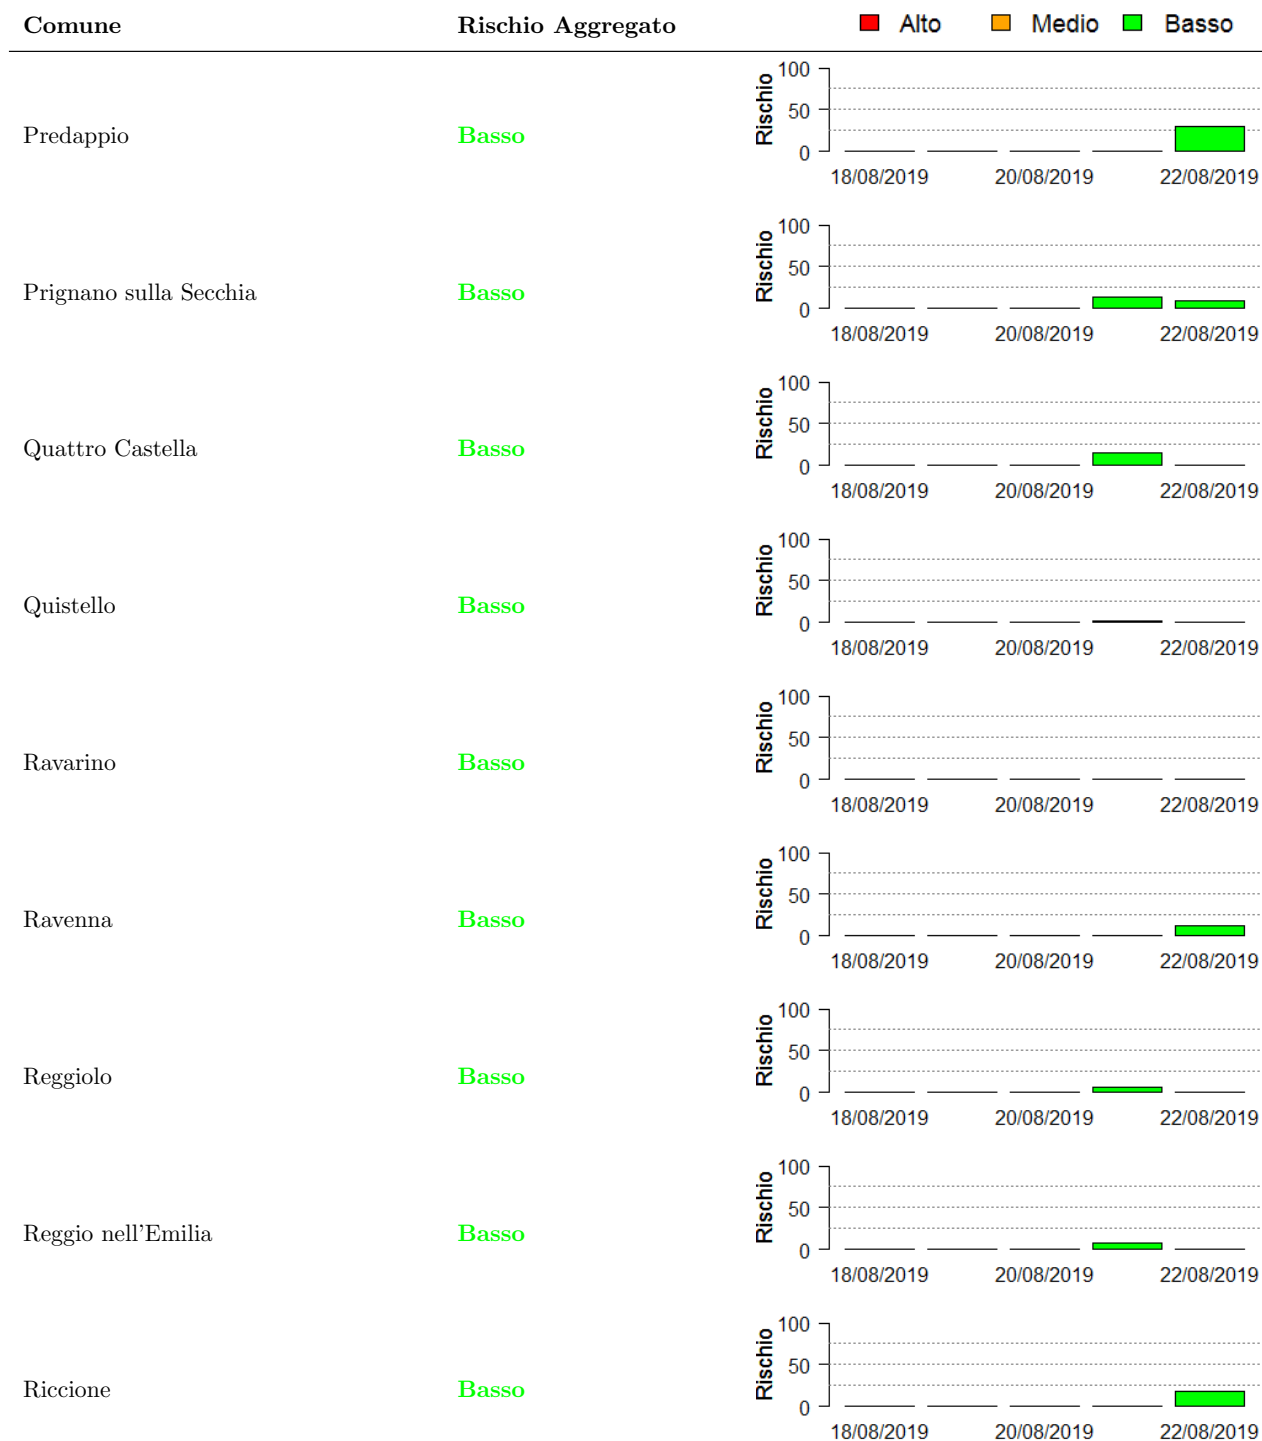 Comune Rischio Aggregato Alto Medio Basso
Predappio Basso
Rischio
100
50
0
18/08/2019 20/08/2019 22/08/2019
Prignano sulla Secchia Basso
Rischio
100
50
0
18/08/2019 20/08/2019 22/08/2019
Quattro Castella Basso
Rischio
100
50
0
18/08/2019 20/08/2019 22/08/2019
Quistello Basso
Rischio
100
50
0
18/08/2019 20/08/2019 22/08/2019
Ravarino Basso
Rischio
100
50
0
18/08/2019 20/08/2019 22/08/2019
Ravenna Basso
Rischio
100
50
0
18/08/2019 20/08/2019 22/08/2019
Reggiolo Basso
Rischio
100
50
0
18/08/2019 20/08/2019 22/08/2019
Reggio nell'Emilia Basso
Rischio
100
50
0
18/08/2019 20/08/2019 22/08/2019
Riccione Basso
Rischio
100
50
0
18/08/2019 20/08/2019 22/08/2019